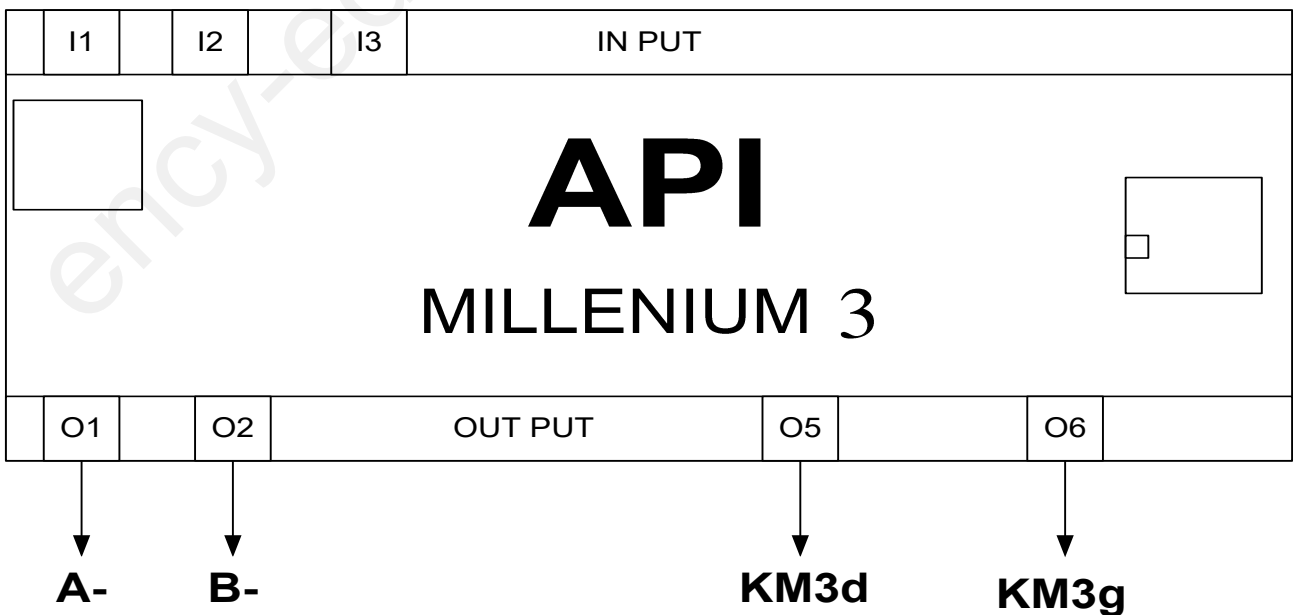 I1 I2 I3 IN PUT
API
MILLENIUM 3
O1 O2 OUT PUT O5 O6
A- B- KM3d KM3g